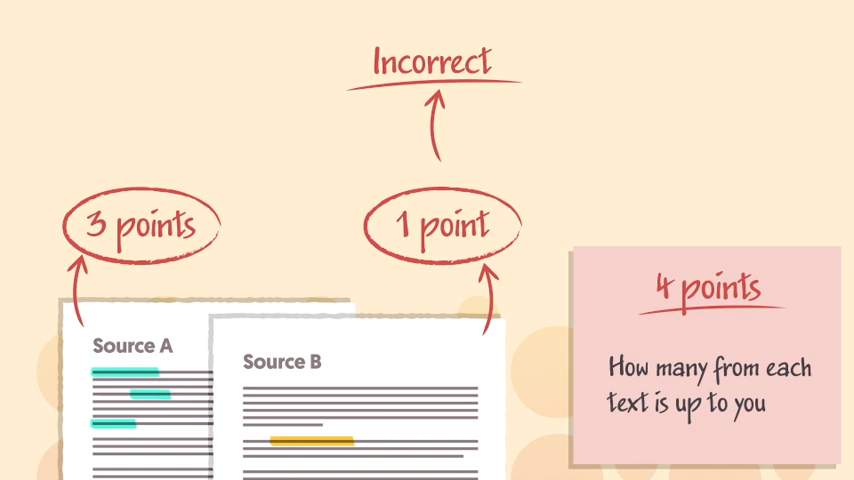 Incorrect
3 points
1 point
4 points
Source A
Source B
How many from each
text is up to you